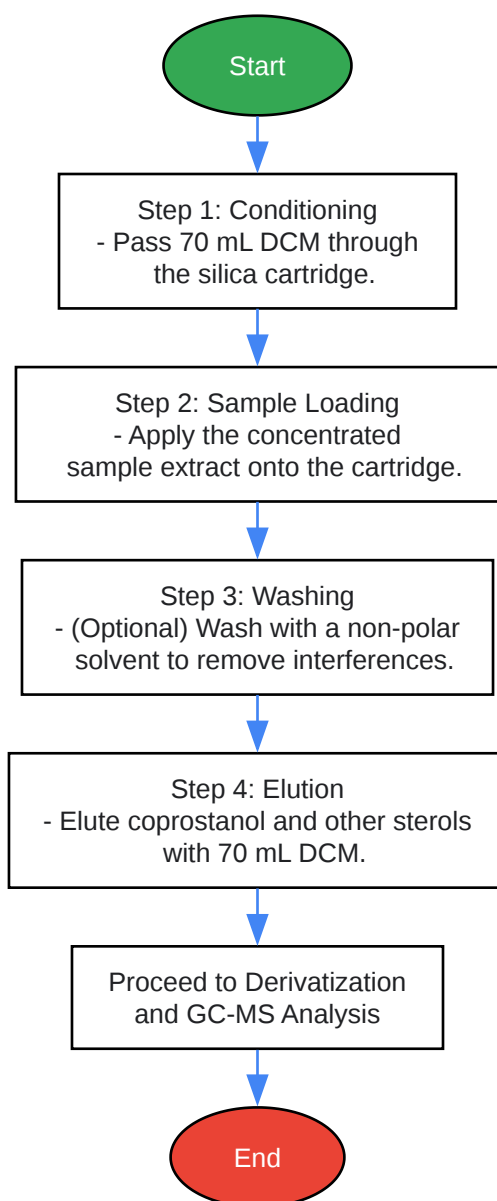 Start
Step 1: Conditioning
- Pass 70 mL DCM through
the silica cartridge.
Step 2: Sample Loading
- Apply the concentrated
sample extract onto the cartridge.
Step 3: Washing
- (Optional) Wash with a non-polar
solvent to remove interferences.
Step 4: Elution
- Elute coprostanol and other sterols
with 70 mL DCM.
Proceed to Derivatization
and GC-MS Analysis
End